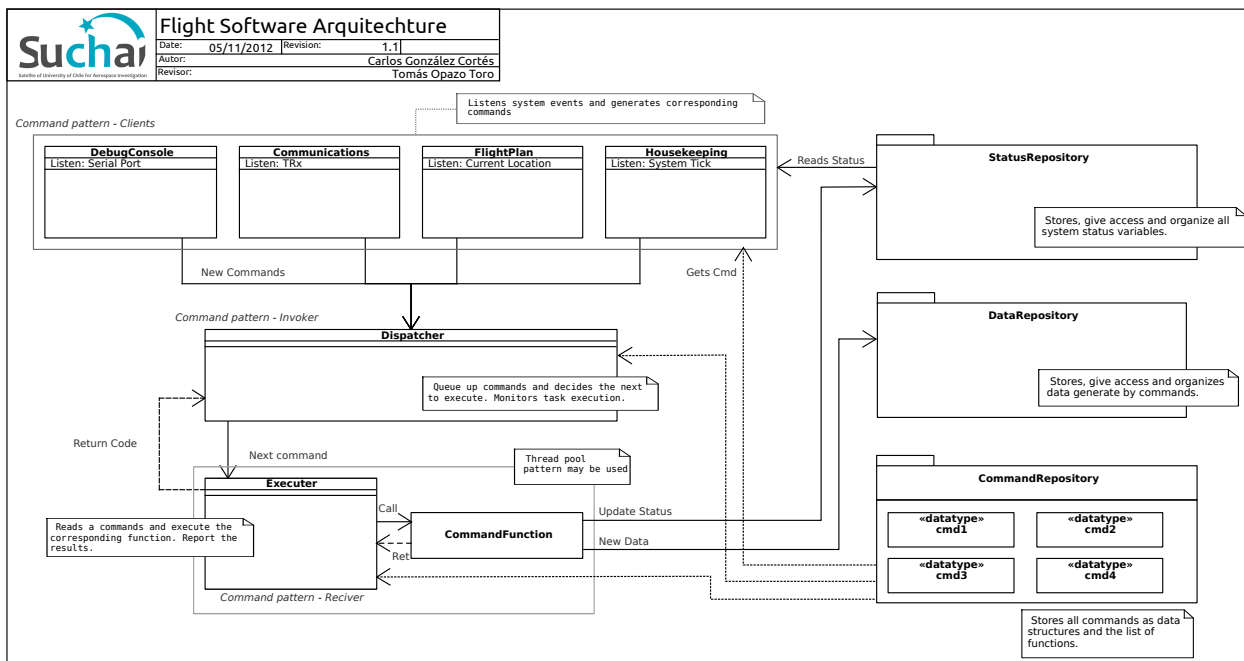 Suchai
Satelite of University of Chile for Aerospace Investigation
Flight Software Arquitechture
Date: 05/11/2012 Revision: 1.1
Autor: Carlos González Cortés
Revisor: Tomás Opazo Toro
Listens system events and generates corresponding
commands
Command pattern - Clients
DebugConsole
Listen: Serial Port
Communications
Listen: TRx
FlightPlan
Listen: Current Location
Housekeeping
Listen: System Tick
Reads Status
StatusRepository
Stores, give access and organize all
system status variables.
New Commands
Gets Cmd
Command pattern - Invoker
Dispatcher
Queue up commands and decides the next
to execute. Monitors task execution.
DataRepository
Stores, give access and organizes
data generate by commands.
Return Code
Next command
Thread pool
pattern may be used
Executer
Reads a commands and execute the
corresponding function. Report the
results.
Call
Ret
CommandFunction
Update Status
New Data
Command pattern - Reciver
CommandRepository
«datatype»
cmd1
«datatype»
cmd2
«datatype»
cmd3
«datatype»
cmd4
Stores all commands as data
structures and the list of
functions.